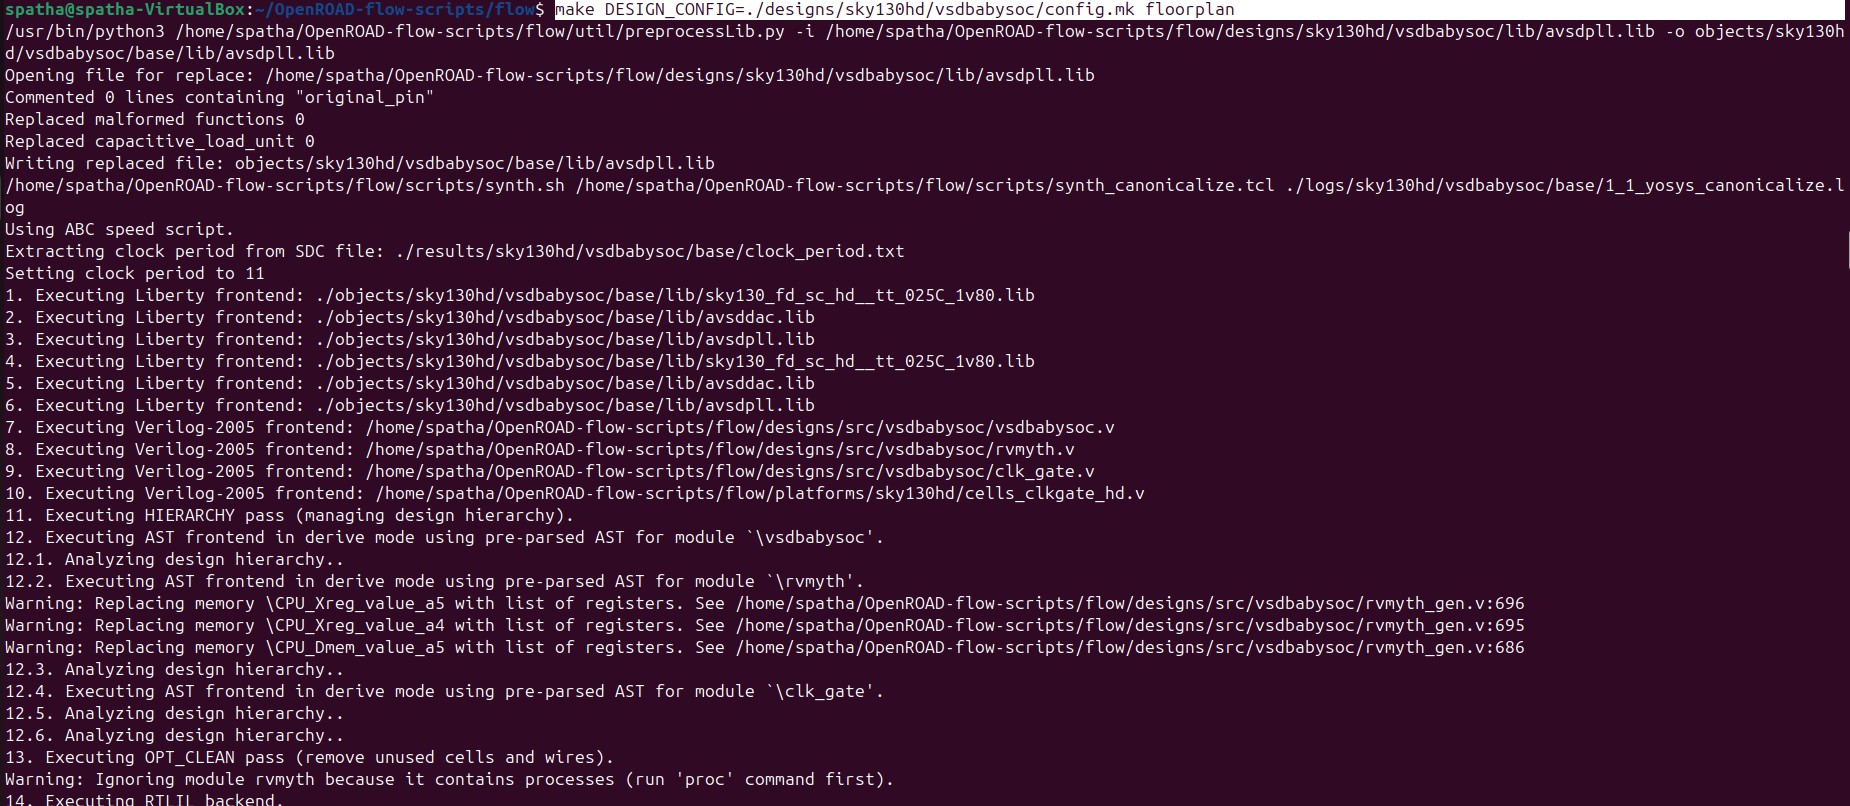 spatha@spatha-VirtualBox:~/OpenROAD-flow-scripts/flow$ make DESIGN_CONFIG=./designs/sky130hd/vsdbabysoc/config.mk floorplan
/usr/bin/python3 /home/spatha/OpenROAD-flow-scripts/flow/util/preprocessLib.py -i /home/spatha/OpenROAD-flow-scripts/flow/designs/sky130hd/vsdbabysoc/lib/avsdpll.lib -o objects/sky130h
d/vsdbabysoc/base/lib/avsdpll.lib
Opening file for replace: /home/spatha/OpenROAD-flow-scripts/flow/designs/sky130hd/vsdbabysoc/lib/avsdpll.lib
Commented 0 lines containing "original_pin"
Replaced malformed functions 0
Replaced capacitive_load_unit 0
Writing replaced file: objects/sky130hd/vsdbabysoc/base/lib/avsdpll.lib
/home/spatha/OpenROAD-flow-scripts/flow/scripts/synth.sh /home/spatha/OpenROAD-flow-scripts/flow/scripts/synth_canonicalize.tcl ./logs/sky130hd/vsdbabysoc/base/1_1_yosys_canonicalize.l
og
Using ABC speed script.
Extracting clock period from SDC file: ./results/sky130hd/vsdbabysoc/base/clock_period.txt
Setting clock period to 11
1. Executing Liberty frontend: ./objects/sky130hd/vsdbabysoc/base/lib/sky130_fd_sc_hd__tt_025C_1v80.lib
2. Executing Liberty frontend: ./objects/sky130hd/vsdbabysoc/base/lib/avsddac.lib
3. Executing Liberty frontend: ./objects/sky130hd/vsdbabysoc/base/lib/avsdpll.lib
4. Executing Liberty frontend: ./objects/sky130hd/vsdbabysoc/base/lib/sky130_fd_sc_hd__tt_025C_1v80.lib
5. Executing Liberty frontend: ./objects/sky130hd/vsdbabysoc/base/lib/avsddac.lib
6. Executing Liberty frontend: ./objects/sky130hd/vsdbabysoc/base/lib/avsdpll.lib
7. Executing Verilog-2005 frontend: /home/spatha/OpenROAD-flow-scripts/flow/designs/src/vsdbabysoc/vsdbabysoc.v
8. Executing Verilog-2005 frontend: /home/spatha/OpenROAD-flow-scripts/flow/designs/src/vsdbabysoc/rvmyth.v
9. Executing Verilog-2005 frontend: /home/spatha/OpenROAD-flow-scripts/flow/designs/src/vsdbabysoc/clk_gate.v
10. Executing Verilog-2005 frontend: /home/spatha/OpenROAD-flow-scripts/flow/platforms/sky130hd/cells_clkgate_hd.v
11. Executing HIERARCHY pass (managing design hierarchy).
12. Executing AST frontend in derive mode using pre-parsed AST for module `\vsdbabysoc'.
12.1. Analyzing design hierarchy..
12.2. Executing AST frontend in derive mode using pre-parsed AST for module `\rvmyth'.
Warning: Replacing memory \CPU_Xreg_value_a5 with list of registers. See /home/spatha/OpenROAD-flow-scripts/flow/designs/src/vsdbabysoc/rvmyth_gen.v:696
Warning: Replacing memory \CPU_Xreg_value_a4 with list of registers. See /home/spatha/OpenROAD-flow-scripts/flow/designs/src/vsdbabysoc/rvmyth_gen.v:695
Warning: Replacing memory \CPU_Dmem_value_a5 with list of registers. See /home/spatha/OpenROAD-flow-scripts/flow/designs/src/vsdbabysoc/rvmyth_gen.v:686
12.3. Analyzing design hierarchy..
12.4. Executing AST frontend in derive mode using pre-parsed AST for module `\clk_gate'.
12.5. Analyzing design hierarchy..
12.6. Analyzing design hierarchy..
13. Executing OPT_CLEAN pass (remove unused cells and wires).
Warning: Ignoring module rvmyth because it contains processes (run 'proc' command first).
14. Executing RTLIL backend.